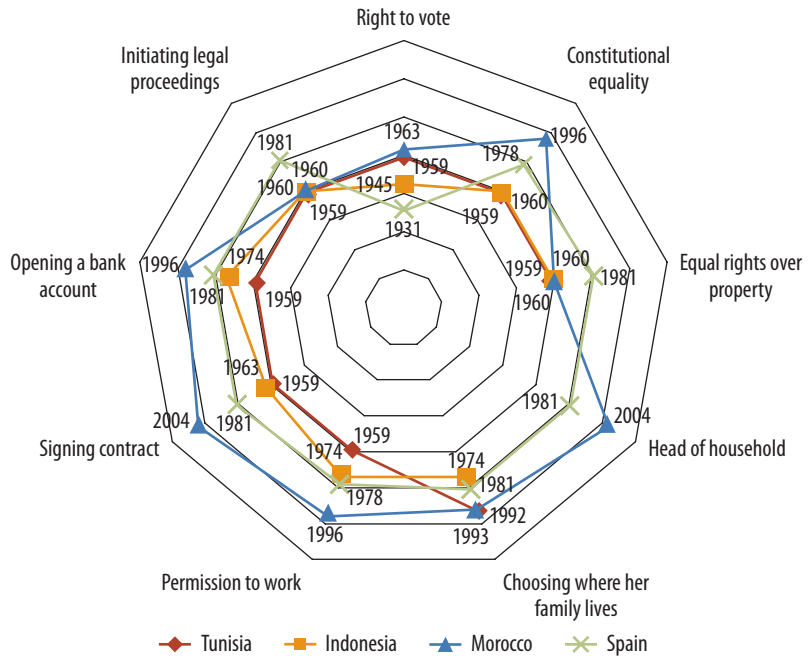 Right to vote
Initiating legal
proceedings
Constitutional
equality
1963
1996
1981
1978
1959
1960
1945
1960
1960
1959
1959
1931
Opening a bank
account
1996
1974
1981
1959
1959
1960
1960
1981
Equal rights over
property
1963
1959
1981
2004
1981
2004
Signing contract
Head of household
1959
1974
1974
1978
1981
1992
1996
1993
Permission to work
Choosing where her
family lives
Tunisia
Indonesia
Morocco
Spain